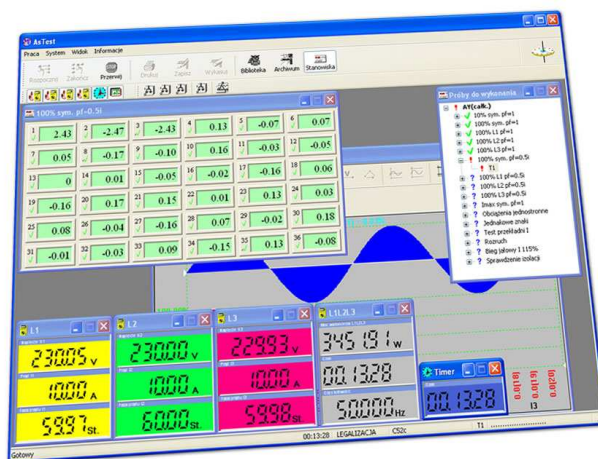 AsTest
Praca System Widok Informacje
Rozpocznij Zakończ Przerwij Drukuj Zapisz Wykasuj Biblioteka Archiwum Stanowiska
100% sym. pf=0.5i
1 2.43 2 -2.47 3 -2.43 4 0.13 5 -0.07 6 0.07
7 0.05 8 -0.17 9 -0.10 10 0.16 11 -0.03 12 -0.05
13 0 14 0.01 15 -0.05 16 -0.02 17 -0.16 18 0.06
19 -0.16 20 0.17 21 0.15 22 0.01 23 0.13 24 0.03
25 0.08 26 -0.04 27 -0.16 28 0.07 29 -0.02 30 0.18
31 -0.01 32 -0.03 33 0.09 34 -0.15 35 0.13 36 -0.08
Próby do wykonania
AY(całk.)
10% sym. pf=1
100% sym. pf=1
100% L1 pf=1
100% L2 pf=1
100% L3 pf=1
100% sym. pf=0.5i
T1
100% L1 pf=0.5i
100% L2 pf=0.5i
100% L3 pf=0.5i
Imax sym. pf=1
Obciążenia jednostronne
Jednakowe znaki
Test przekładni I
Rozruch
Bieg jałowy I 115%
Sprawdzenie izolacji
L1
230.05 V
10.00 A
59.97 St.
L2
230.00 V
10.00 A
60.00 St.
L3
229.93 V
10.00 A
59.98 St.
L1L2L3
3451.91 W
00.13.28
50.000 Hz
Timer
00.13.28
0.0(18)
0.0(19)
0.0(20)
I3
Gotowy 00:13:28 LEGALIZACJA C52c T1